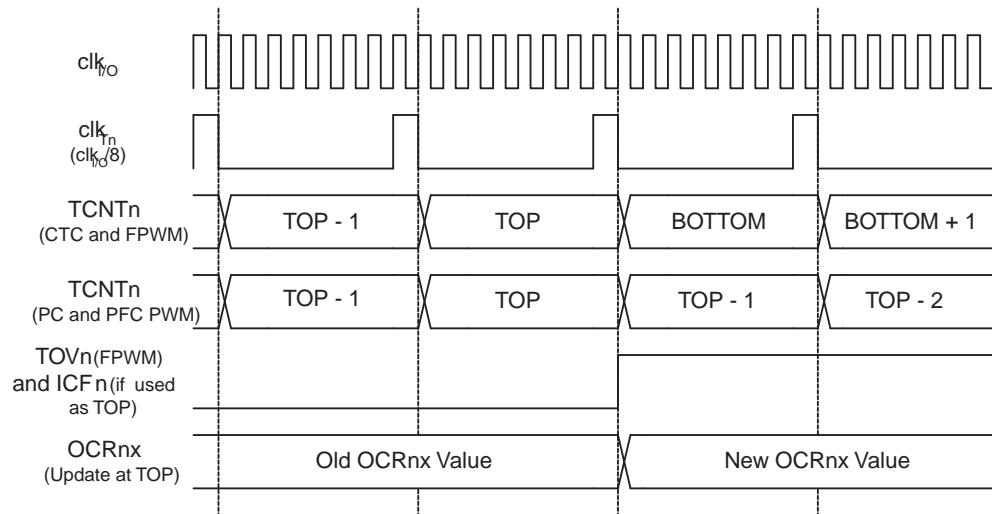 clkI/O
clkTn
(clkI/O/8)
TCNTn
(CTC and FPWM)
TOP - 1
TOP
BOTTOM
BOTTOM + 1
TCNTn
(PC and PFC PWM)
TOP - 1
TOP
TOP - 1
TOP - 2
TOVn(FPWM)
and ICFn(if used
as TOP)
OCRnx
(Update at TOP)
Old OCRnx Value
New OCRnx Value